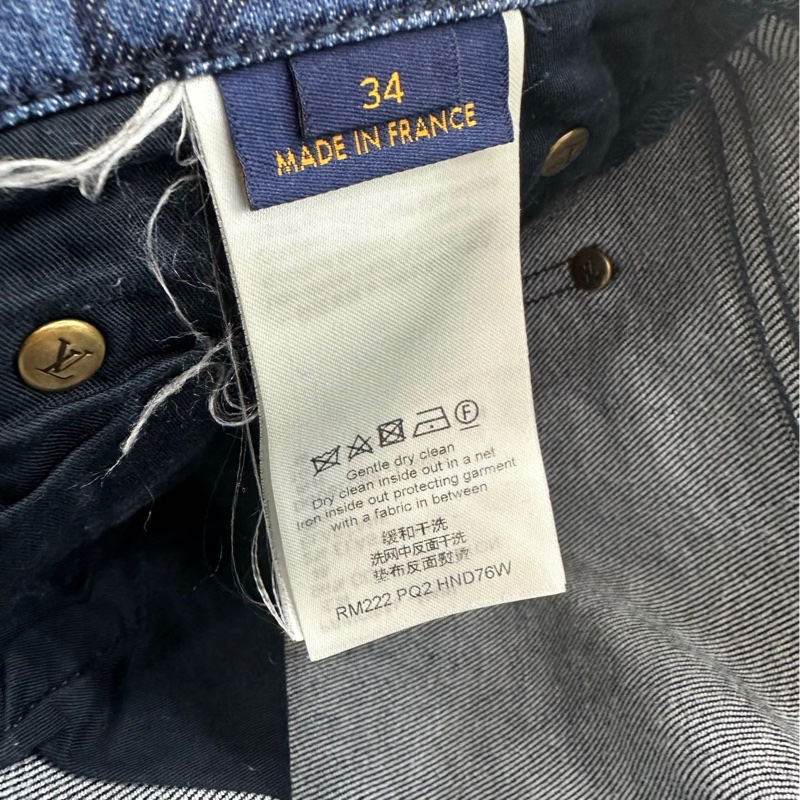 34
MADE IN FRANCE
LV
F
Gentle dry clean
Dry clean inside out in a net
Iron inside out protecting garment
with a fabric in between
缓和干洗
洗网中反面干洗
垫布反面熨烫
RM222 PQ2 HND76W